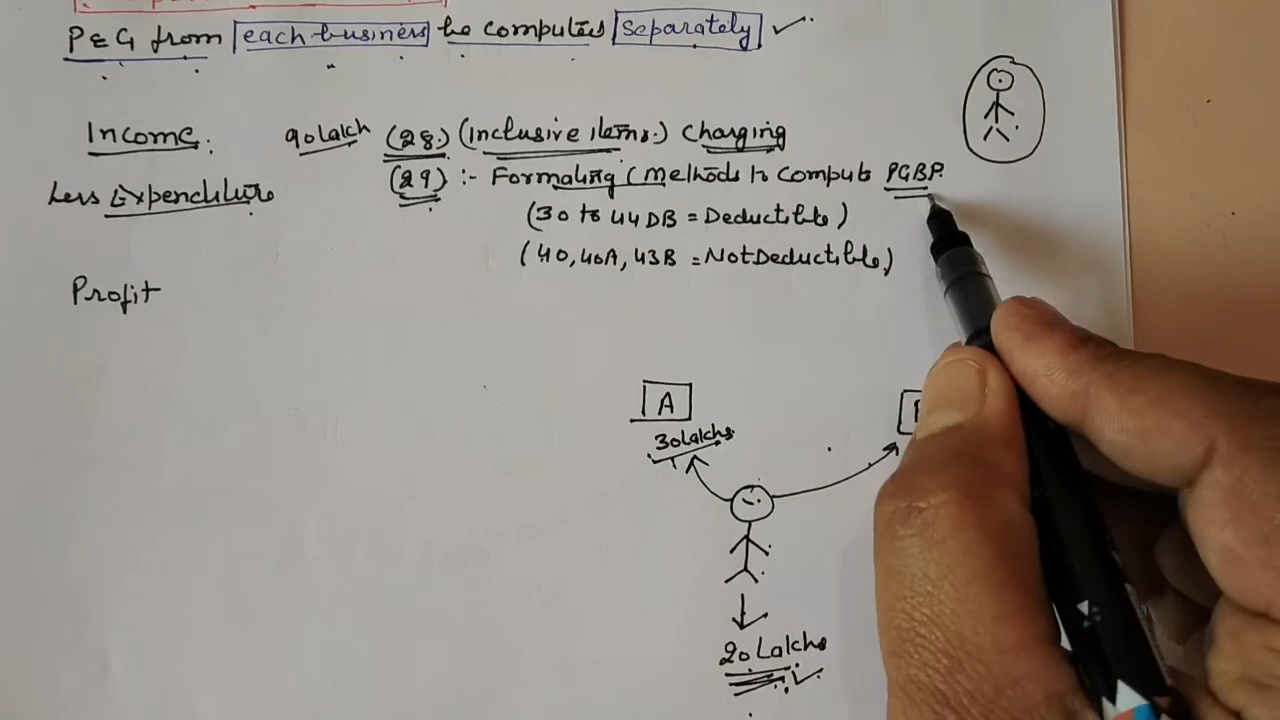 P & G from each business be computed separately
Income. 90 lakh (28.) (inclusive items.) Charging
Less Expenditure (29) :- Formaling (Methods to Compute PGBP.
(30 to 44DB = Deductible)
(40, 40A, 43B = Not Deductible)
Profit
A
30 lakhs
20 Lakhs